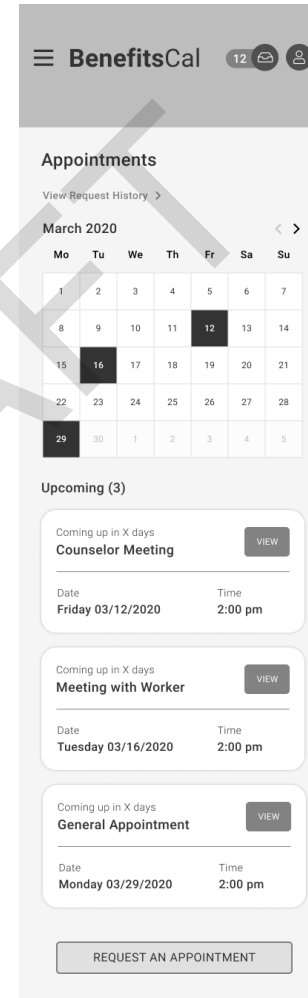 BenefitsCal 12
Appointments
View Request History >
March 2020 < >
Mo Tu We Th Fr Sa Su
1 2 3 4 5 6 7
8 9 10 11 12 13 14
15 16 17 18 19 20 21
22 23 24 25 26 27 28
29 30 1 2 3 4 5
Upcoming (3)
Coming up in X days
Counselor Meeting VIEW
Date Time
Friday 03/12/2020 2:00 pm
Coming up in X days
Meeting with Worker VIEW
Date Time
Tuesday 03/16/2020 2:00 pm
Coming up in X days
General Appointment VIEW
Date Time
Monday 03/29/2020 2:00 pm
REQUEST AN APPOINTMENT